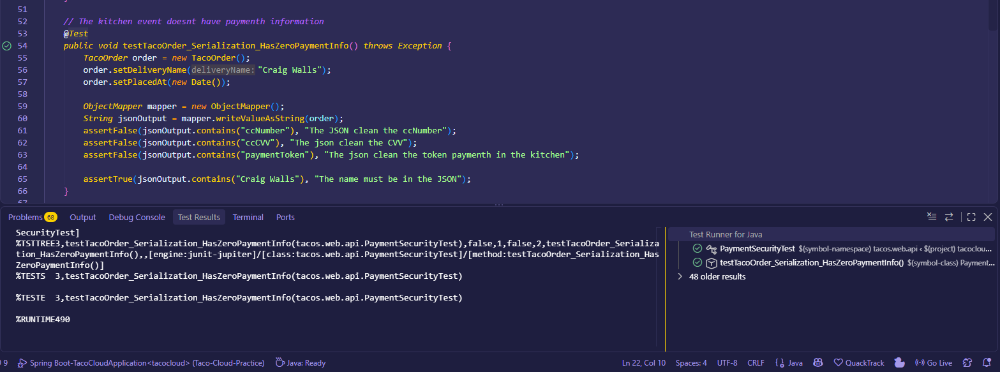 51
52 // The kitchen event doesnt have paymenth information
53 @Test
54 public void testTacoOrder_Serialization_HasZeroPaymentInfo() throws Exception {
55 TacoOrder order = new TacoOrder();
56 order.setDeliveryName(deliveryName: "Craig Walls");
57 order.setPlacedAt(new Date());
58
59 ObjectMapper mapper = new ObjectMapper();
60 String jsonOutput = mapper.writeValueAsString(order);
61 assertFalse(jsonOutput.contains("ccNumber"), "The JSON clean the ccNumber");
62 assertFalse(jsonOutput.contains("ccCVV"), "The json clean the CVV");
63 assertFalse(jsonOutput.contains("paymentToken"), "The json clean the token paymenth in the kitchen");
64
65 assertTrue(jsonOutput.contains("Craig Walls"), "The name must be in the JSON");
66 }
67
Problems 68 Output Debug Console Test Results Terminal Ports
SecurityTest]
%TSTTREE3,testTacoOrder_Serialization_HasZeroPaymentInfo(tacos.web.api.PaymentSecurityTest),false,1,false,2,testTacoOrder_Serializa
tion_HasZeroPaymentInfo(),,[engine:junit-jupiter]/[class:tacos.web.api.PaymentSecurityTest]/[method:testTacoOrder_Serialization_Has
ZeroPaymentInfo()]
%TESTS 3,testTacoOrder_Serialization_HasZeroPaymentInfo(tacos.web.api.PaymentSecurityTest)
%TESTE 3,testTacoOrder_Serialization_HasZeroPaymentInfo(tacos.web.api.PaymentSecurityTest)
%RUNTIME490
Test Runner for Java
PaymentSecurityTest $(symbol-namespace) tacos.web.api < $(project) tacoclou...
testTacoOrder_Serialization_HasZeroPaymentInfo() $(symbol-class) Payment...
48 older results
9 Spring Boot-TacoCloudApplication<tacocloud> (Taco-Cloud-Practice) Java: Ready Ln 22, Col 10 Spaces: 4 UTF-8 CRLF {} Java QuackTrack Go Live